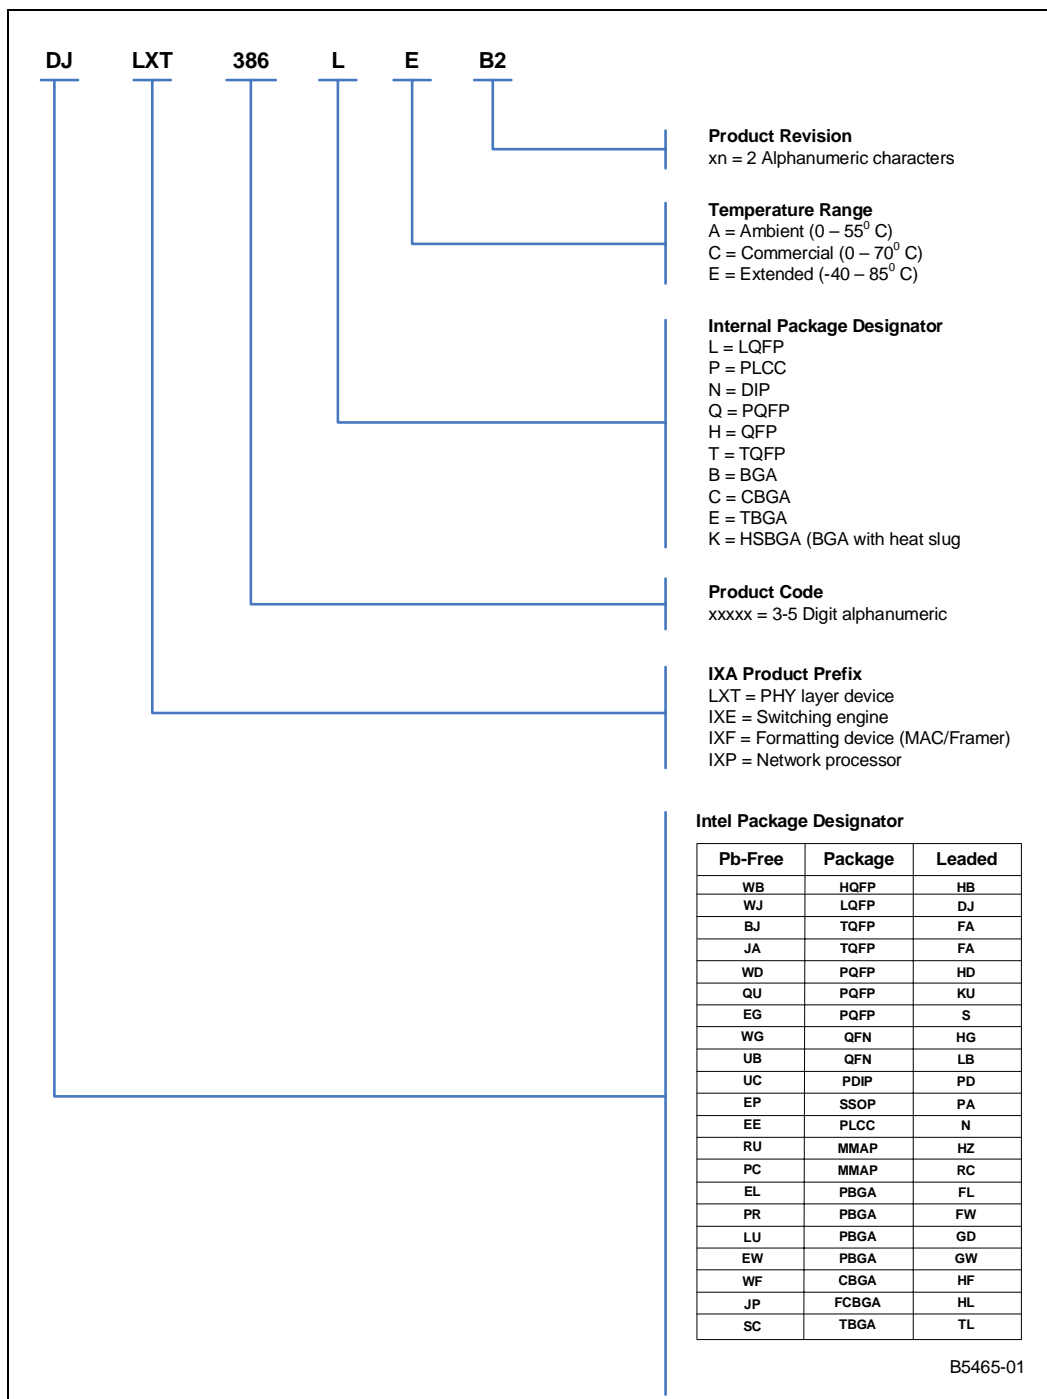 DJ LXT 386 L E B2
Product Revision
xn = 2 Alphanumeric characters
Temperature Range
A = Ambient (0 – 55⁰ C)
C = Commercial (0 – 70⁰ C)
E = Extended (-40 – 85⁰ C)
Internal Package Designator
L = LQFP
P = PLCC
N = DIP
Q = PQFP
H = QFP
T = TQFP
B = BGA
C = CBGA
E = TBGA
K = HSBGA (BGA with heat slug
Product Code
xxxxx = 3-5 Digit alphanumeric
IXA Product Prefix
LXT = PHY layer device
IXE = Switching engine
IXF = Formatting device (MAC/Framer)
IXP = Network processor
Intel Package Designator
Pb-Free Package Leaded
WB HQFP HB
WJ LQFP DJ
BJ TQFP FA
JA TQFP FA
WD PQFP HD
QU PQFP KU
EG PQFP S
WG QFN HG
UB QFN LB
UC PDIP PD
EP SSOP PA
EE PLCC N
RU MMAP HZ
PC MMAP RC
EL PBGA FL
PR PBGA FW
LU PBGA GD
EW PBGA GW
WF CBGA HF
JP FCBGA HL
SC TBGA TL
B5465-01